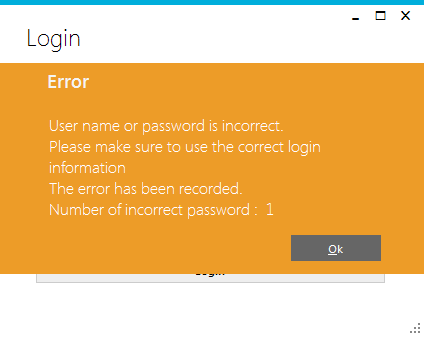 Login
Error
User name or password is incorrect.
Please make sure to use the correct login
information
The error has been recorded.
Number of incorrect password : 1
Ok
Login